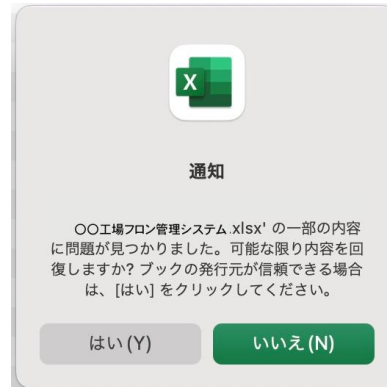 X
通知
〇〇工場フロン管理システム.xlsx' の一部の内容
に問題が見つかりました。可能な限り内容を回
復しますか? ブックの発行元が信頼できる場合
は、[はい] をクリックしてください。
はい (Y)
いいえ (N)